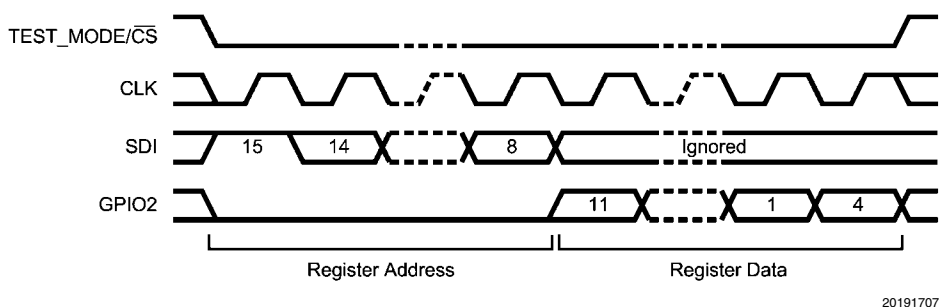 TEST_MODE/CS
CLK
SDI 15 14 8 Ignored
GPIO2 11 1 4
Register Address Register Data
20191707